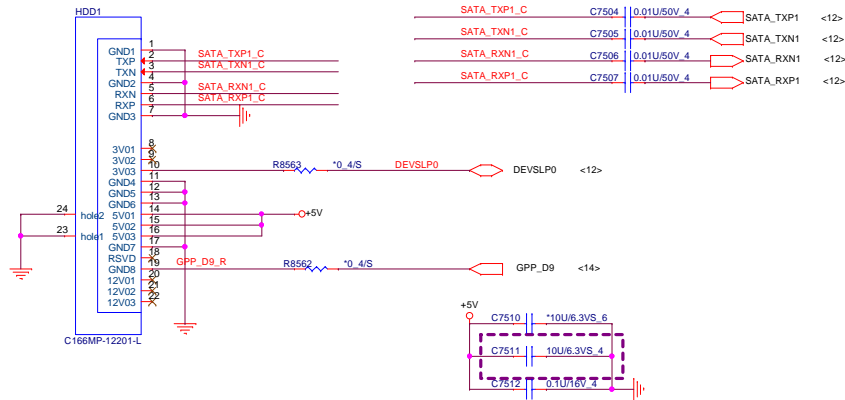 HDD1
GND1 1
TXP 2 SATA_TXP1_C
TXN 3 SATA_TXN1_C
GND2 4
RXN 5 SATA_RXN1_C
RXP 6 SATA_RXP1_C
GND3 7
3V01 8
3V02 9
3V03 10 R8563 *0_4/S DEVSLP0 DEVSLP0 <12>
GND4 11
GND5 12
GND6 13
24 hole2 5V01 14 +5V
5V02 15
23 hole1 5V03 16
GND7 17
RSVD 18
GND8 19 GPP_D9_R R8562 *0_4/S GPP_D9 <14>
12V01 20
12V02 21
12V03 22
C166MP-12201-L
SATA_TXP1_C C7504 0.01U/50V_4 SATA_TXP1 <12>
SATA_TXN1_C C7505 0.01U/50V_4 SATA_TXN1 <12>
SATA_RXN1_C C7506 0.01U/50V_4 SATA_RXN1 <12>
SATA_RXP1_C C7507 0.01U/50V_4 SATA_RXP1 <12>
+5V
C7510 *10U/6.3VS_6
C7511 10U/6.3VS_4
C7512 0.1U/16V_4